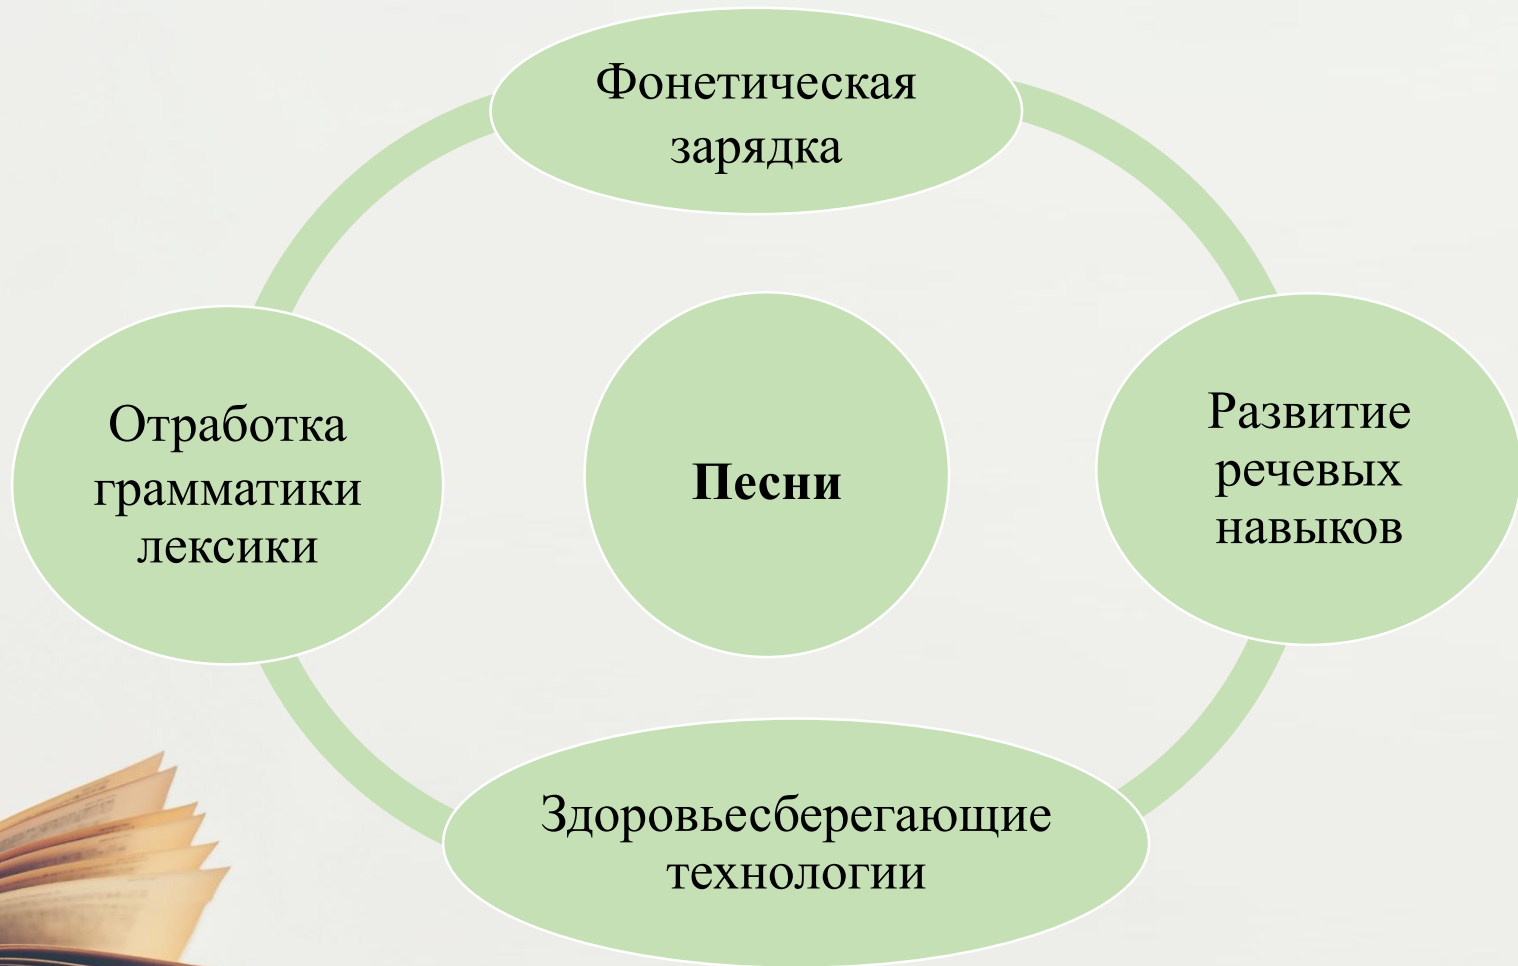 Фонетическая
зарядка
Отработка
грамматики
лексики
Песни
Развитие
речевых
навыков
Здоровьесберегающие
технологии